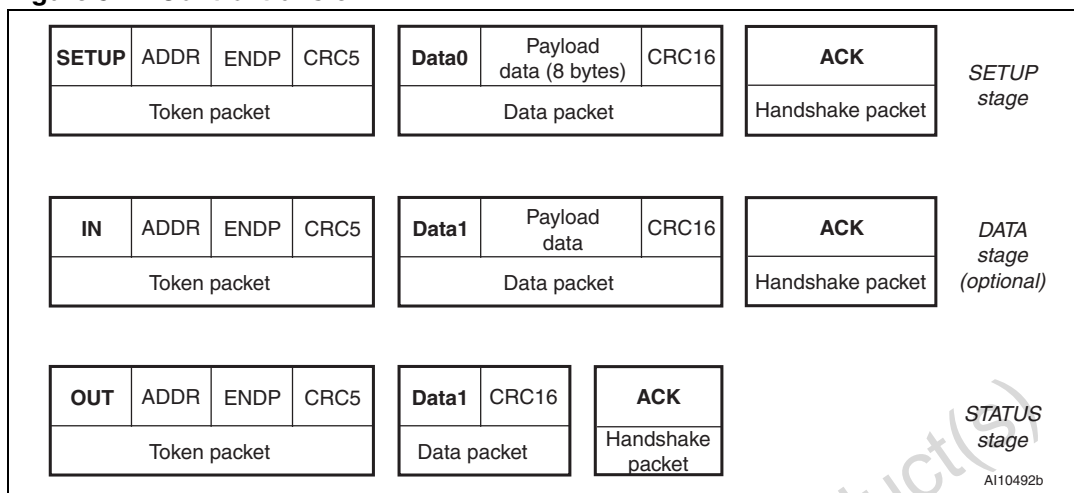 SETUP ADDR ENDP CRC5 Data0 Payload data (8 bytes) CRC16 ACK SETUP stage
Token packet Data packet Handshake packet
IN ADDR ENDP CRC5 Data1 Payload data CRC16 ACK DATA stage (optional)
Token packet Data packet Handshake packet
OUT ADDR ENDP CRC5 Data1 CRC16 ACK STATUS stage
Token packet Data packet Handshake packet
AI10492b